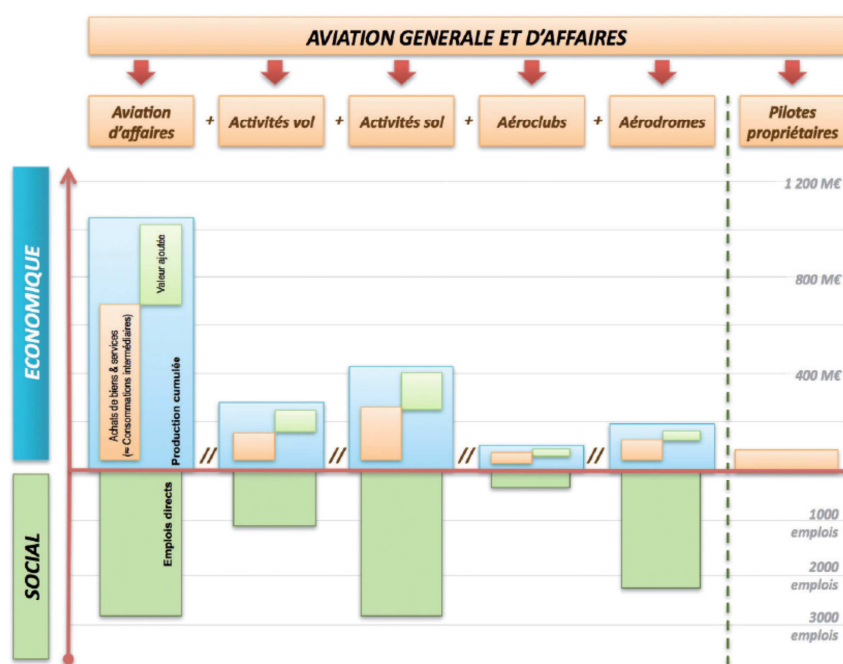 AVIATION GENERALE ET D'AFFAIRES
Aviation
d'affaires
+
Activités vol
+
Activités sol
+
Aéroclubs
+
Aérodromes
Pilotes
propriétaires
ECONOMIQUE
1 200 M€
800 M€
400 M€
Achats de biens & services
(≈ Consommations intermédiaires)
Valeur ajoutée
Production cumulée
//
//
//
//
SOCIAL
Emplois directs
1000
emplois
2000
emplois
3000
emplois